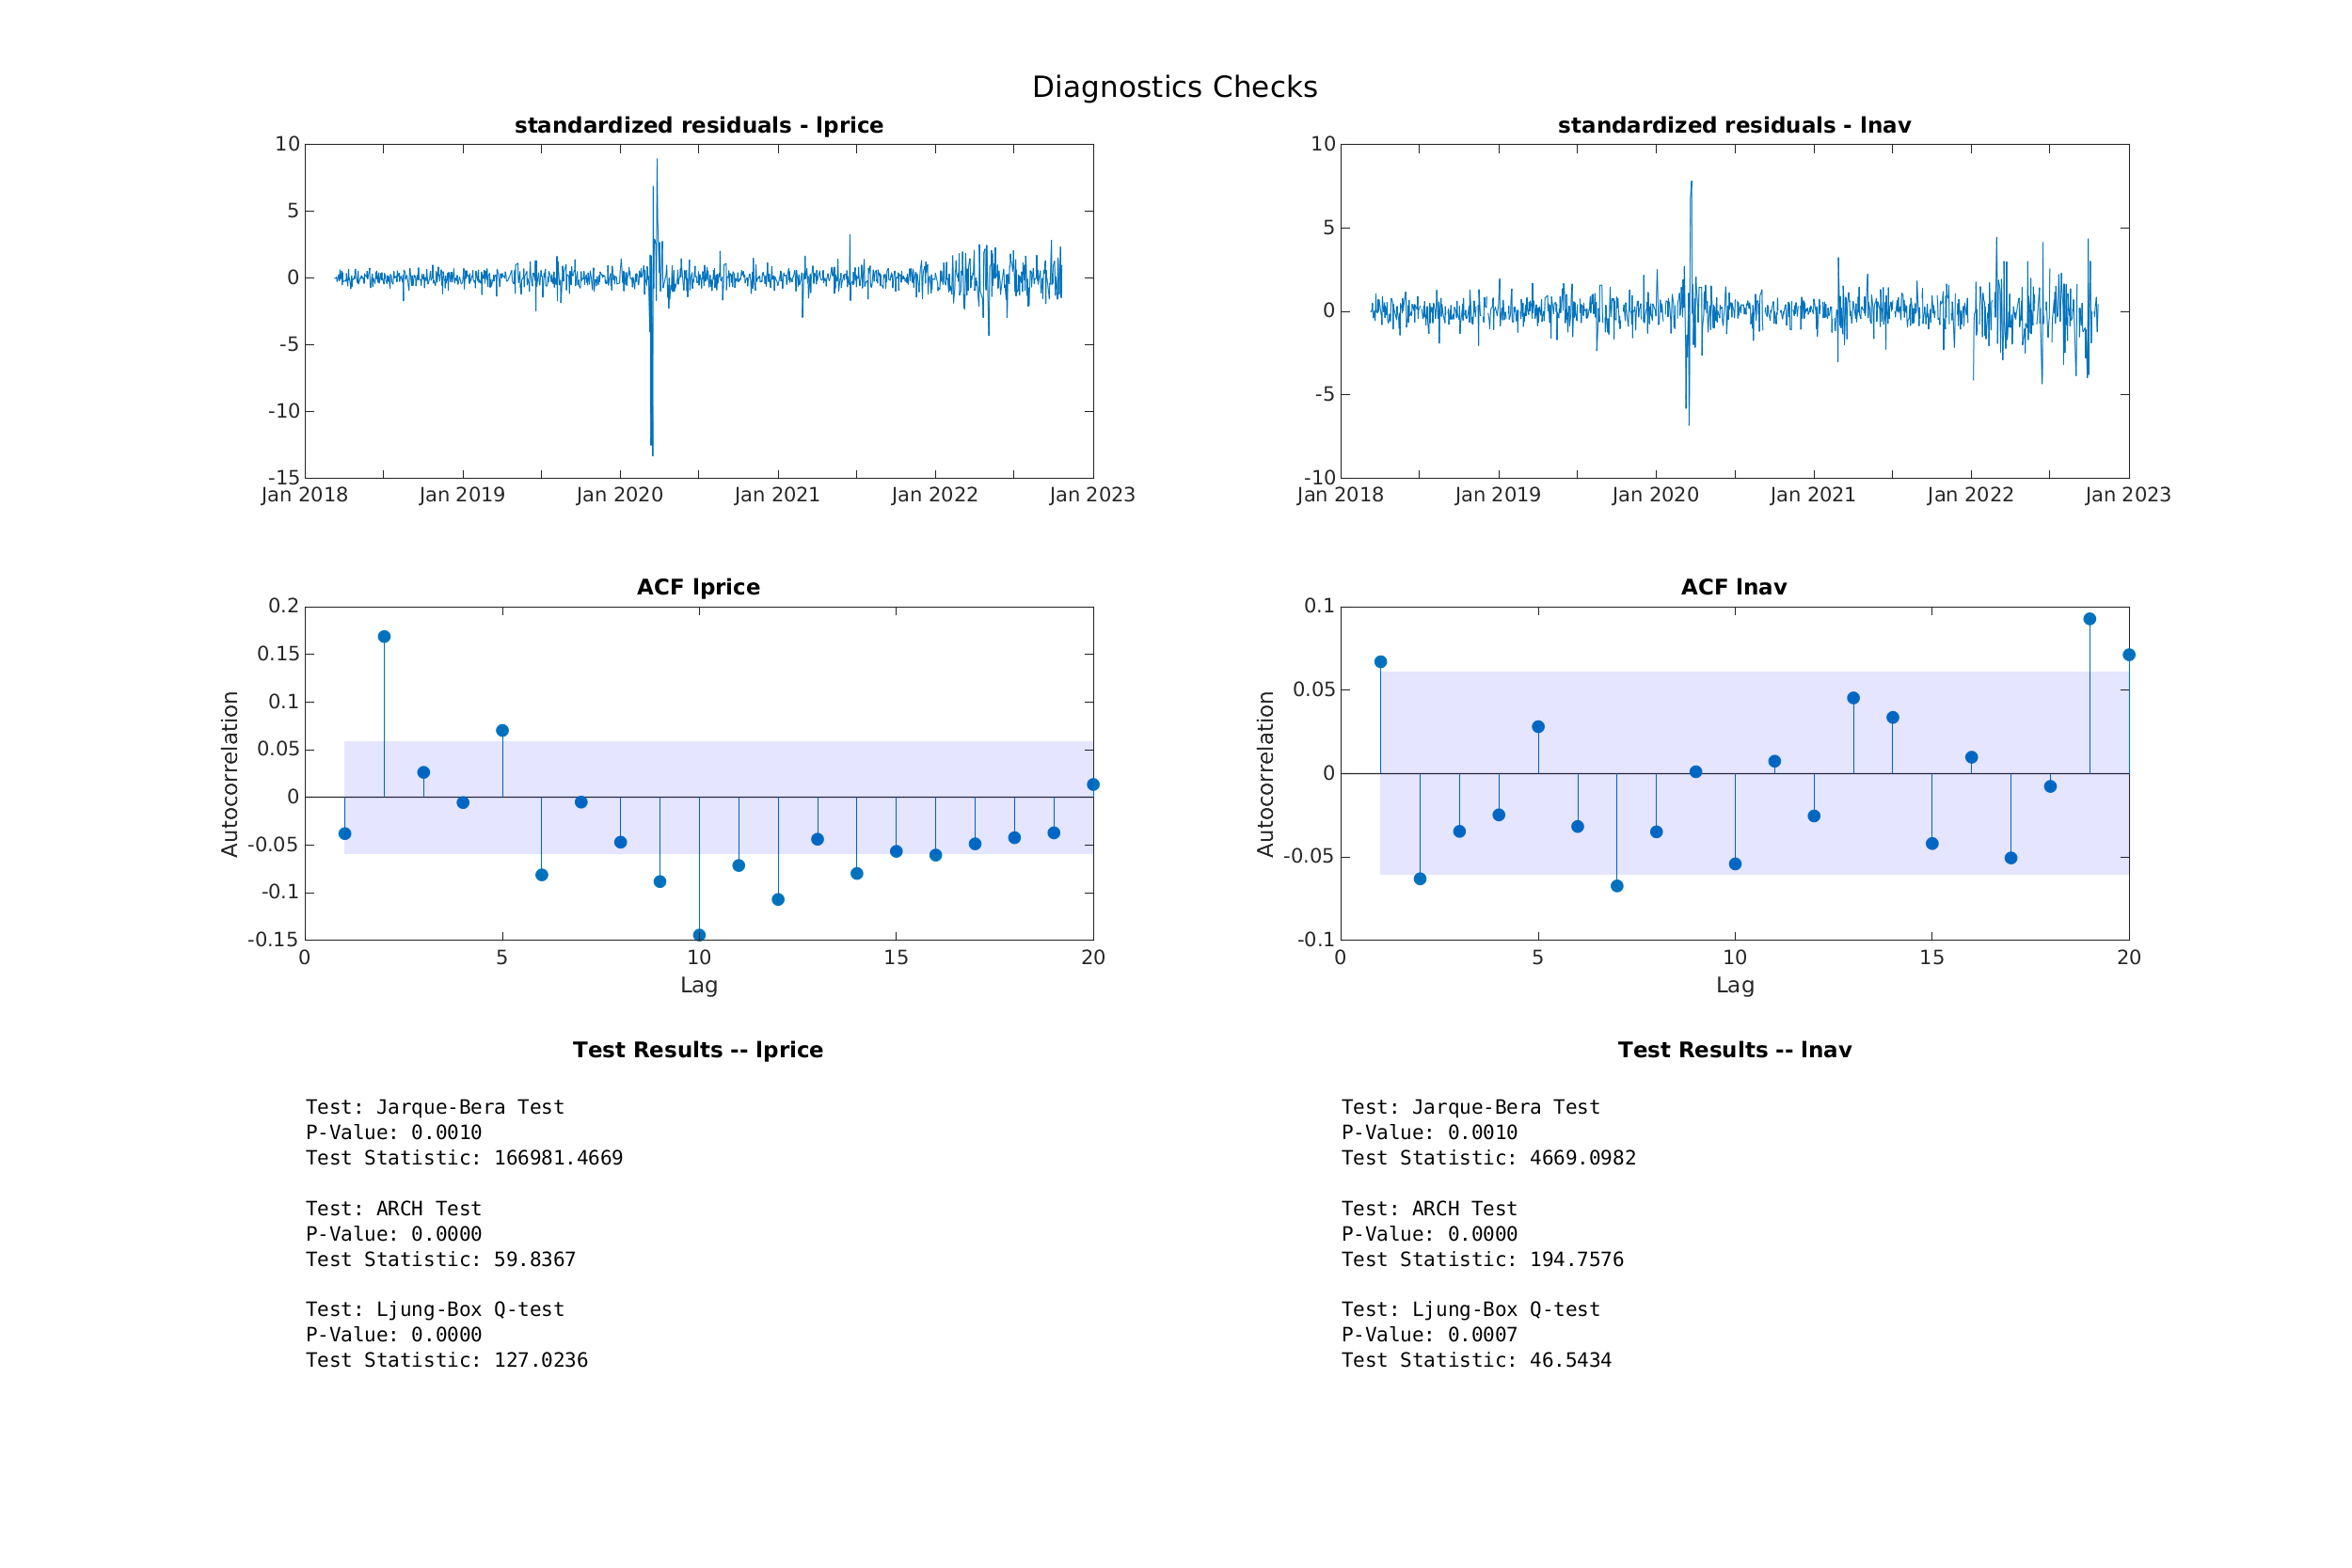 Diagnostics Checks
standardized residuals - lprice
10
5
0
-5
-10
-15
Jan 2018 Jan 2019 Jan 2020 Jan 2021 Jan 2022 Jan 2023
standardized residuals - lnav
10
5
0
-5
-10
Jan 2018 Jan 2019 Jan 2020 Jan 2021 Jan 2022 Jan 2023
ACF lprice
Autocorrelation
0.2
0.15
0.1
0.05
0
-0.05
-0.1
-0.15
0 5 10 15 20
Lag
ACF lnav
Autocorrelation
0.1
0.05
0
-0.05
-0.1
0 5 10 15 20
Lag
Test Results -- lprice
Test: Jarque-Bera Test
P-Value: 0.0010
Test Statistic: 166981.4669
Test: ARCH Test
P-Value: 0.0000
Test Statistic: 59.8367
Test: Ljung-Box Q-test
P-Value: 0.0000
Test Statistic: 127.0236
Test Results -- lnav
Test: Jarque-Bera Test
P-Value: 0.0010
Test Statistic: 4669.0982
Test: ARCH Test
P-Value: 0.0000
Test Statistic: 194.7576
Test: Ljung-Box Q-test
P-Value: 0.0007
Test Statistic: 46.5434